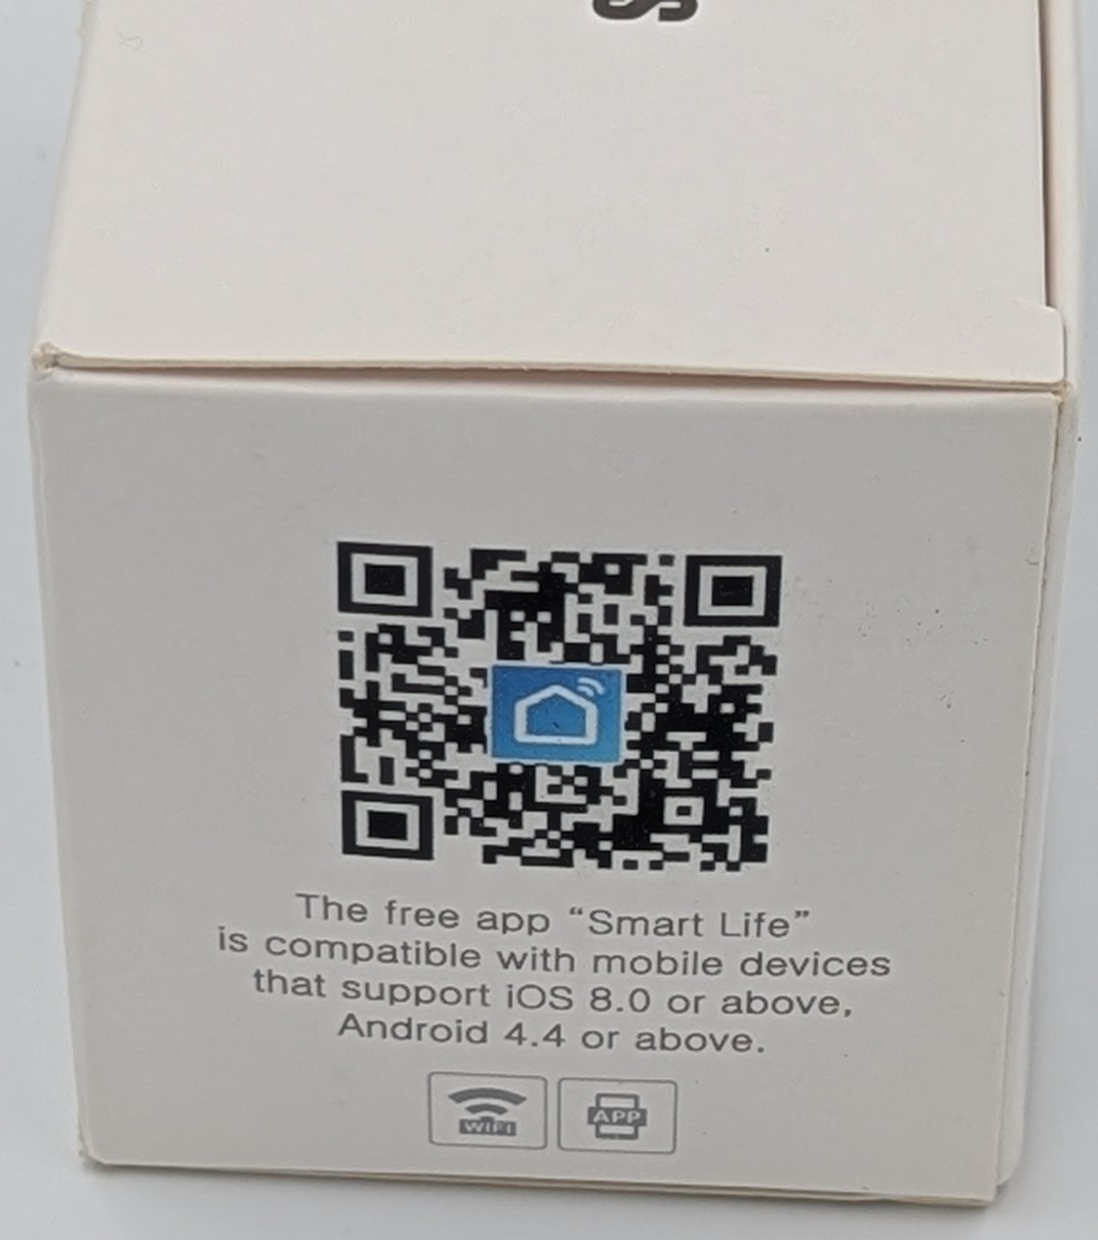 S
The free app “Smart Life”
is compatible with mobile devices
that support iOS 8.0 or above,
Android 4.4 or above.
WIFI
APP